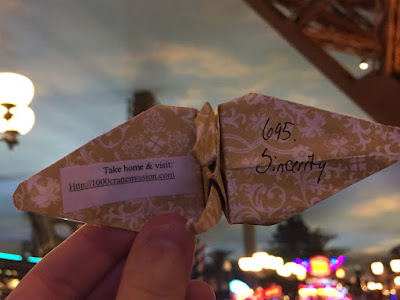 Take home & visit:
Http://1000cranemission.com
695.
Sincerity